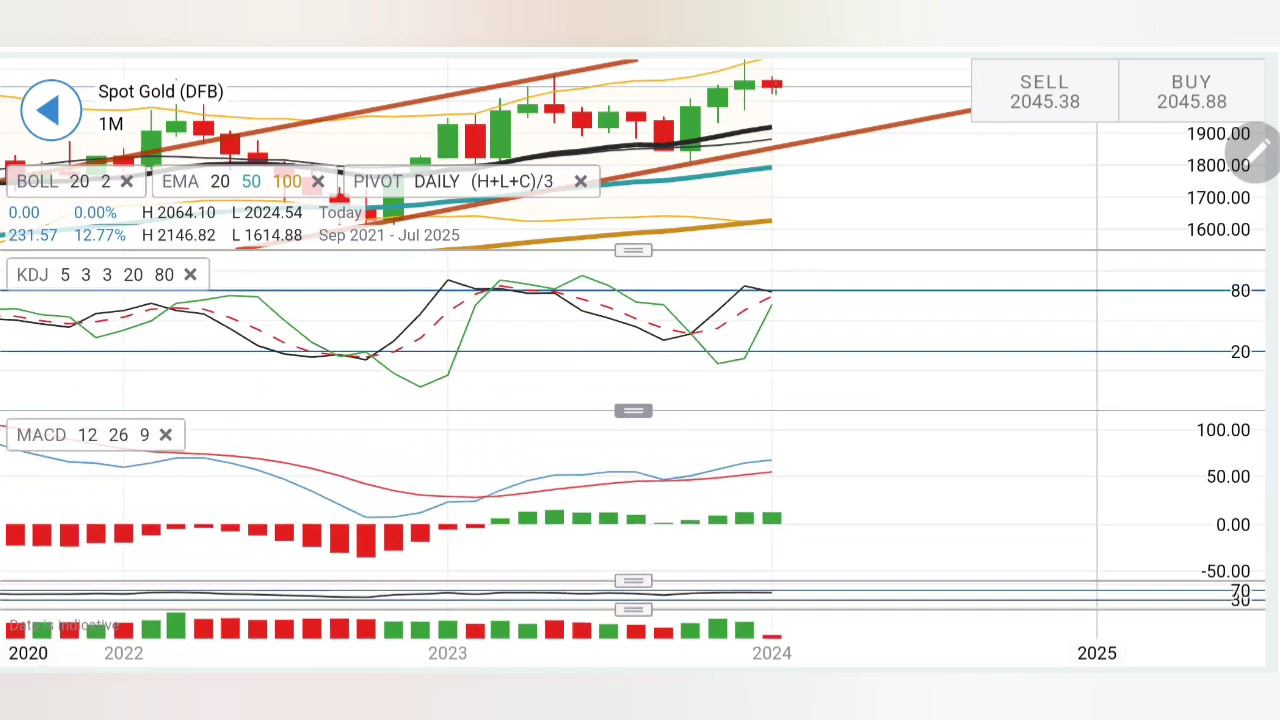 Spot Gold (DFB)
1M
SELL
2045.38
BUY
2045.88
1900.00
1800.00
1700.00
1600.00
BOLL 20 2
EMA 20 50 100
PIVOT DAILY (H+L+C)/3
0.00 0.00% H 2064.10 L 2024.54 Today
231.57 12.77% H 2146.82 L 1614.88 Sep 2021 - Jul 2025
KDJ 5 3 3 20 80
80
20
MACD 12 26 9
100.00
50.00
0.00
-50.00
70
30
Data is indicative
2020 2022 2023 2024 2025